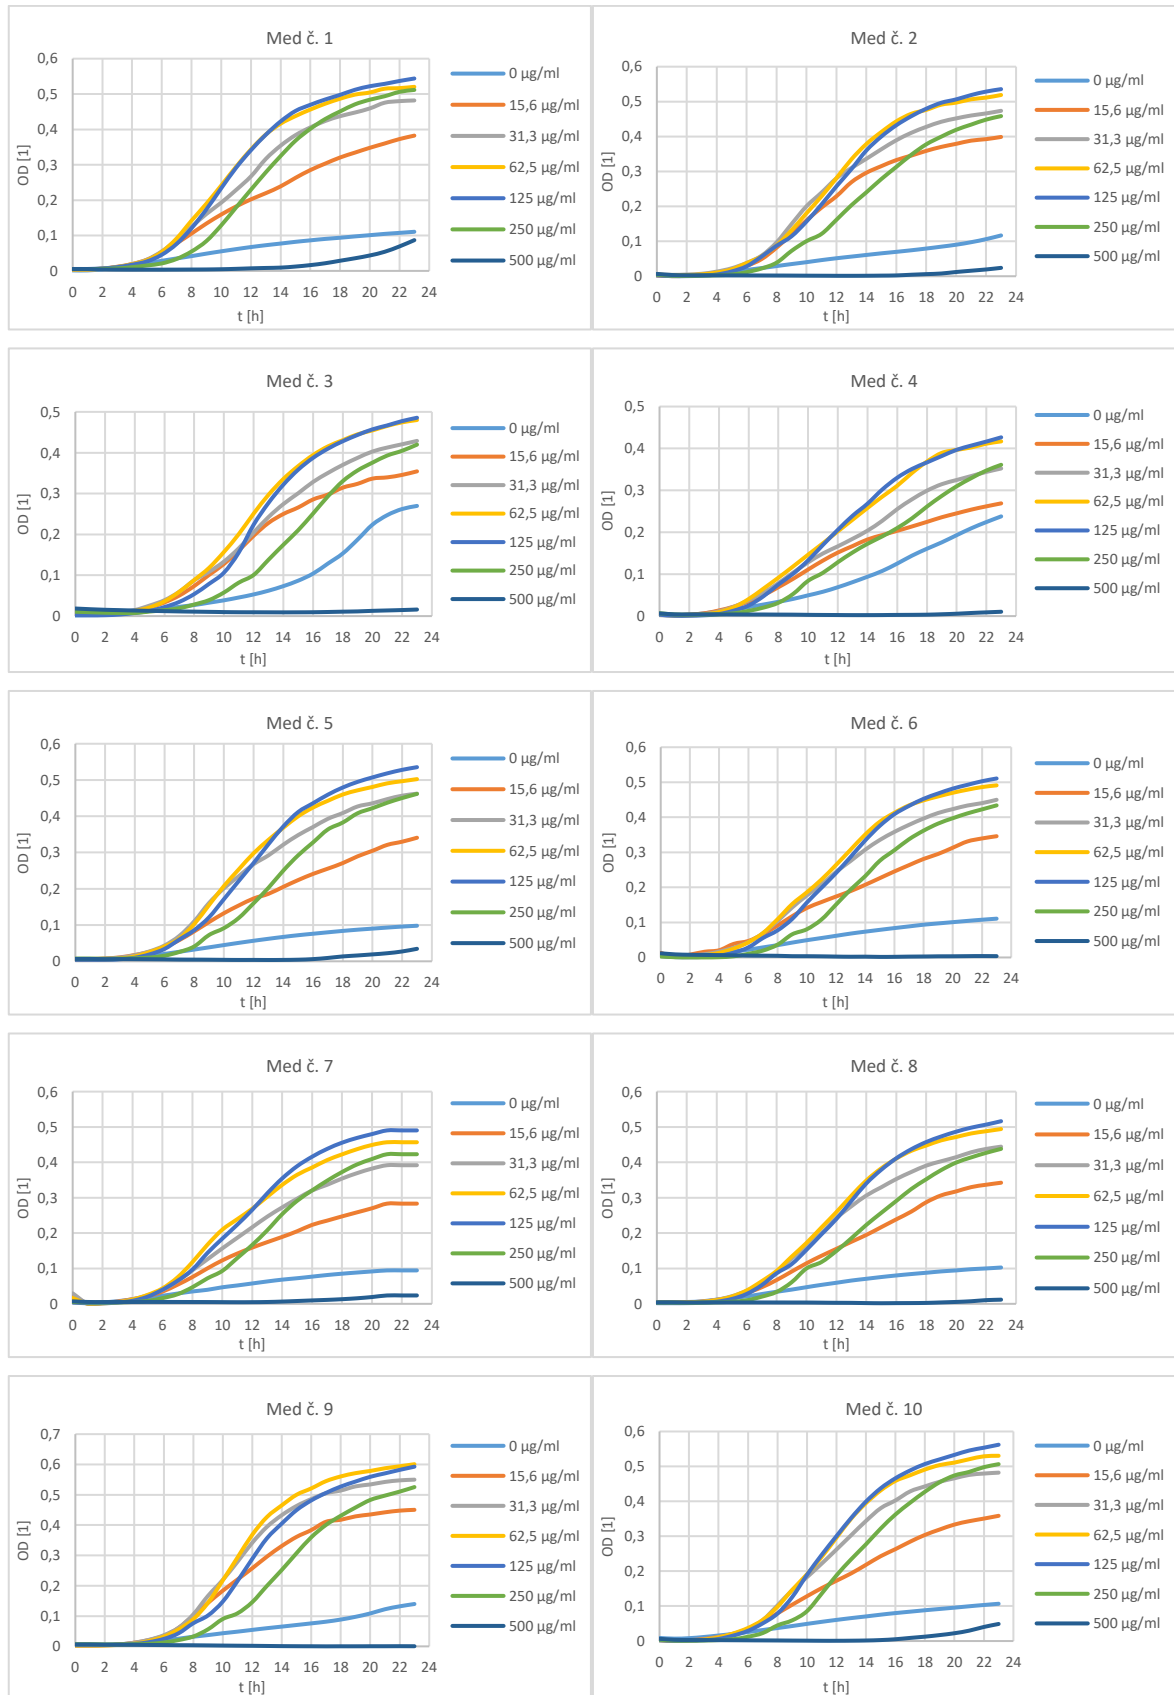 Med č. 1
0,6
0,5
0,4
0,3
0,2
0,1
0
OD [1]
0 2 4 6 8 10 12 14 16 18 20 22 24
t [h]
0 µg/ml
15,6 µg/ml
31,3 µg/ml
62,5 µg/ml
125 µg/ml
250 µg/ml
500 µg/ml
Med č. 2
0,6
0,5
0,4
0,3
0,2
0,1
0
OD [1]
0 2 4 6 8 10 12 14 16 18 20 22 24
t [h]
0 µg/ml
15,6 µg/ml
31,3 µg/ml
62,5 µg/ml
125 µg/ml
250 µg/ml
500 µg/ml
Med č. 3
0,5
0,4
0,3
0,2
0,1
0
OD [1]
0 2 4 6 8 10 12 14 16 18 20 22 24
t [h]
0 µg/ml
15,6 µg/ml
31,3 µg/ml
62,5 µg/ml
125 µg/ml
250 µg/ml
500 µg/ml
Med č. 4
0,5
0,4
0,3
0,2
0,1
0
OD [1]
0 2 4 6 8 10 12 14 16 18 20 22 24
t [h]
0 µg/ml
15,6 µg/ml
31,3 µg/ml
62,5 µg/ml
125 µg/ml
250 µg/ml
500 µg/ml
Med č. 5
0,6
0,5
0,4
0,3
0,2
0,1
0
OD [1]
0 2 4 6 8 10 12 14 16 18 20 22 24
t [h]
0 µg/ml
15,6 µg/ml
31,3 µg/ml
62,5 µg/ml
125 µg/ml
250 µg/ml
500 µg/ml
Med č. 6
0,6
0,5
0,4
0,3
0,2
0,1
0
OD [1]
0 2 4 6 8 10 12 14 16 18 20 22 24
t [h]
0 µg/ml
15,6 µg/ml
31,3 µg/ml
62,5 µg/ml
125 µg/ml
250 µg/ml
500 µg/ml
Med č. 7
0,6
0,5
0,4
0,3
0,2
0,1
0
OD [1]
0 2 4 6 8 10 12 14 16 18 20 22 24
t [h]
0 µg/ml
15,6 µg/ml
31,3 µg/ml
62,5 µg/ml
125 µg/ml
250 µg/ml
500 µg/ml
Med č. 8
0,6
0,5
0,4
0,3
0,2
0,1
0
OD [1]
0 2 4 6 8 10 12 14 16 18 20 22 24
t [h]
0 µg/ml
15,6 µg/ml
31,3 µg/ml
62,5 µg/ml
125 µg/ml
250 µg/ml
500 µg/ml
Med č. 9
0,7
0,6
0,5
0,4
0,3
0,2
0,1
0
OD [1]
0 2 4 6 8 10 12 14 16 18 20 22 24
t [h]
0 µg/ml
15,6 µg/ml
31,3 µg/ml
62,5 µg/ml
125 µg/ml
250 µg/ml
500 µg/ml
Med č. 10
0,6
0,5
0,4
0,3
0,2
0,1
0
OD [1]
0 2 4 6 8 10 12 14 16 18 20 22 24
t [h]
0 µg/ml
15,6 µg/ml
31,3 µg/ml
62,5 µg/ml
125 µg/ml
250 µg/ml
500 µg/ml